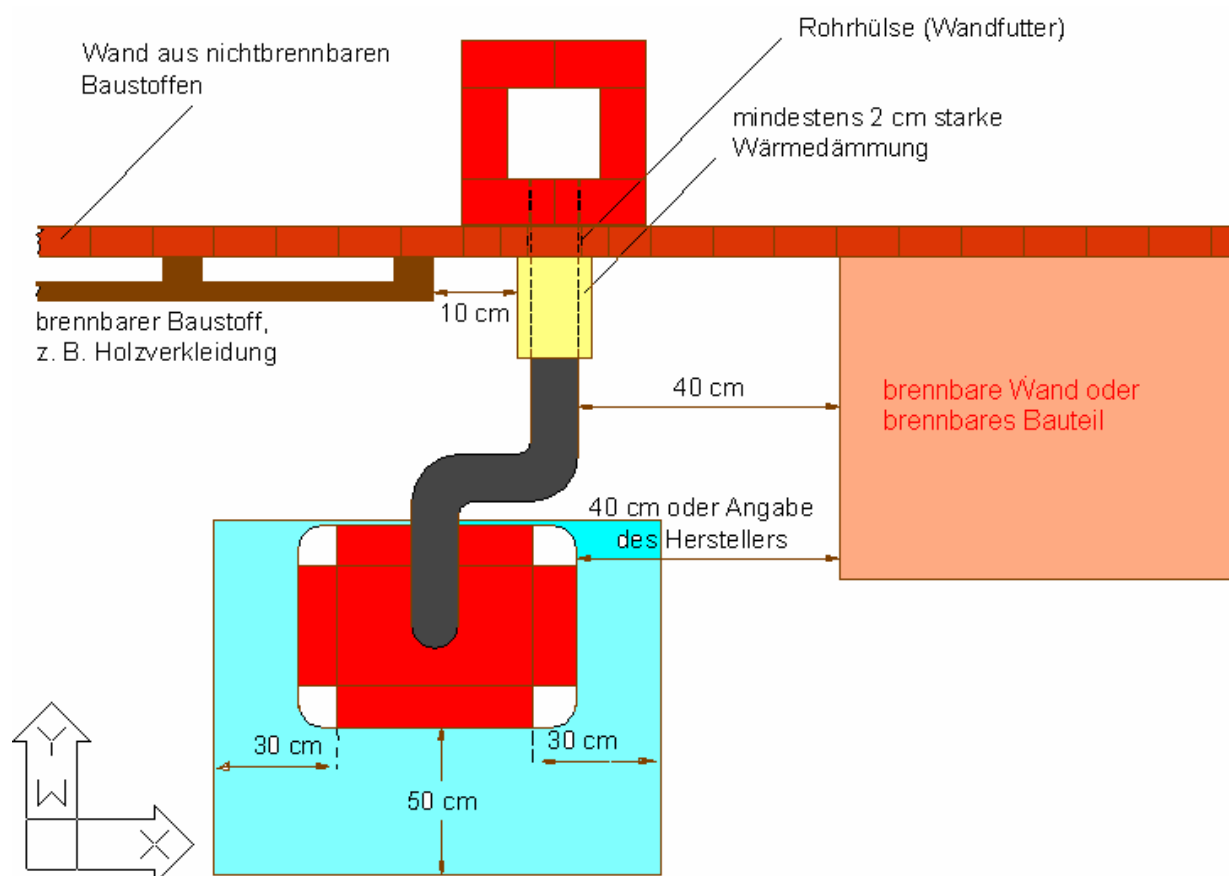 Rohrhülse (Wandfutter)
Wand aus nichtbrennbaren
Baustoffen
mindestens 2 cm starke
Wärmedämmung
10 cm
brennbarer Baustoff,
z. B. Holzverkleidung
40 cm
brennbare Wand oder
brennbares Bauteil
40 cm oder Angabe
des Herstellers
30 cm
30 cm
50 cm
Y
W
X